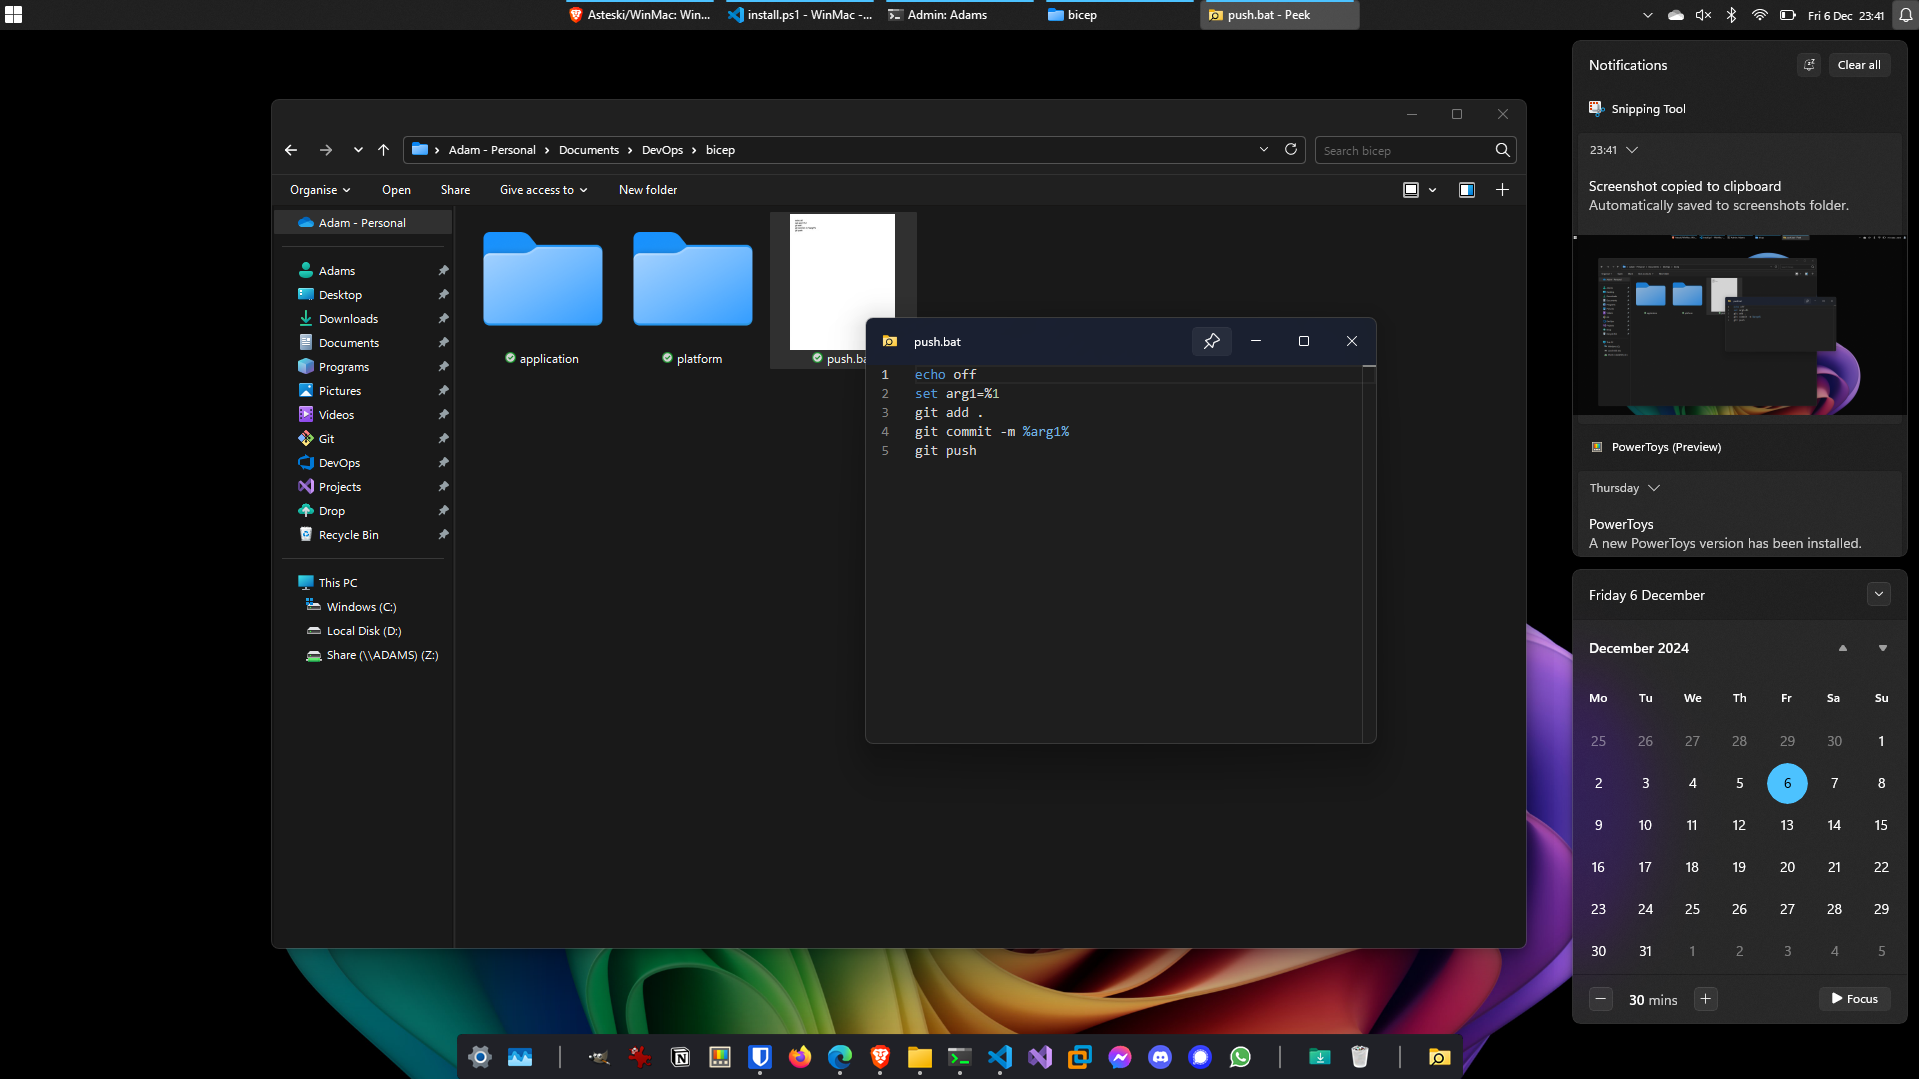 Asteski/WinMac: Win...
install.ps1 - WinMac -...
Admin: Adams
bicep
push.bat - Peek
Fri 6 Dec 23:41
Adam - Personal
Documents
DevOps
bicep
Search bicep
Organise
Open
Share
Give access to
New folder
Adam - Personal
Adams
Desktop
Downloads
Documents
Programs
Pictures
Videos
Git
DevOps
Projects
Drop
Recycle Bin
This PC
Windows (C:)
Local Disk (D:)
Share (\\ADAMS) (Z:)
application
platform
push.ba
push.bat
1 echo off
2 set arg1=%1
3 git add .
4 git commit -m %arg1%
5 git push
Notifications
Clear all
Snipping Tool
23:41
Screenshot copied to clipboard
Automatically saved to screenshots folder.
PowerToys (Preview)
Thursday
PowerToys
A new PowerToys version has been installed.
Friday 6 December
December 2024
Mo Tu We Th Fr Sa Su
25 26 27 28 29 30 1
2 3 4 5 6 7 8
9 10 11 12 13 14 15
16 17 18 19 20 21 22
23 24 25 26 27 28 29
30 31 1 2 3 4 5
30 mins
Focus